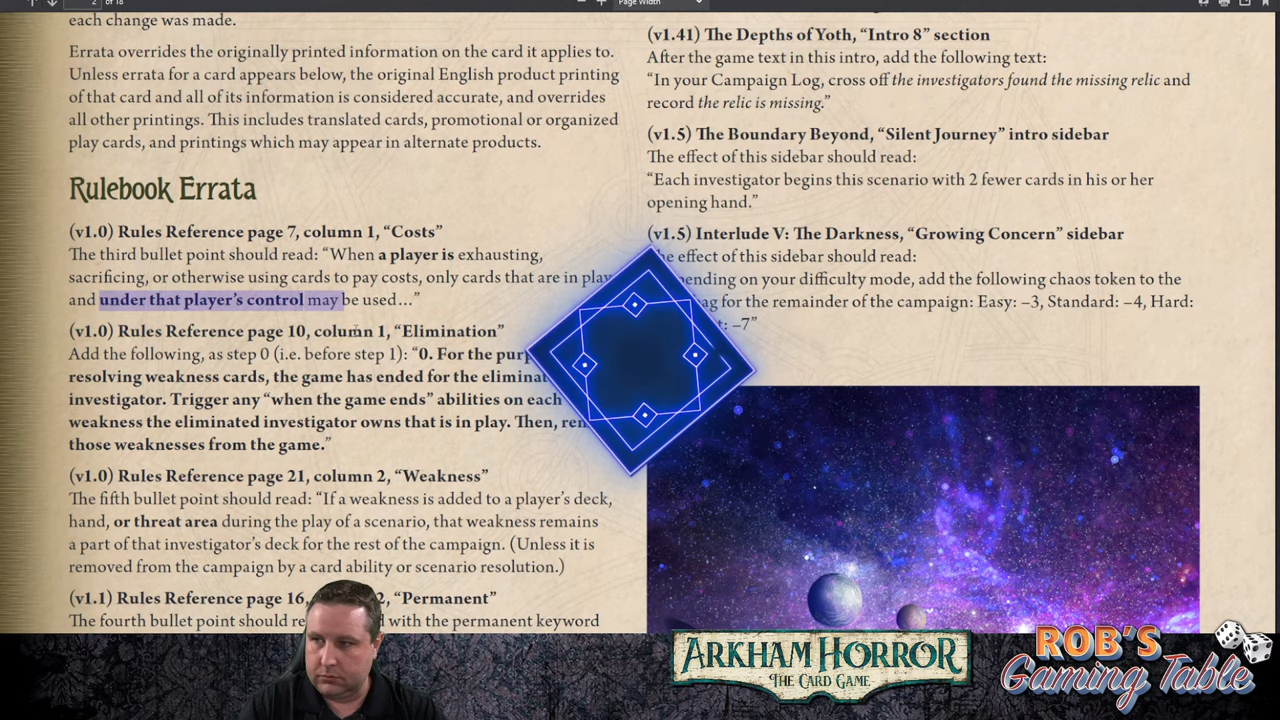 2 of 18
Page Width
each change was made.
Errata overrides the originally printed information on the card it applies to.
Unless errata for a card appears below, the original English product printing
of that card and all of its information is considered accurate, and overrides
all other printings. This includes translated cards, promotional or organized
play cards, and printings which may appear in alternate products.
Rulebook Errata
(v1.0) Rules Reference page 7, column 1, “Costs”
The third bullet point should read: “When a player is exhausting,
sacrificing, or otherwise using cards to pay costs, only cards that are in play
and under that player’s control may be used…”
(v1.0) Rules Reference page 10, column 1, “Elimination”
Add the following, as step 0 (i.e. before step 1): “0. For the purp
resolving weakness cards, the game has ended for the eliminat
investigator. Trigger any “when the game ends” abilities on each
weakness the eliminated investigator owns that is in play. Then, rem
those weaknesses from the game.”
(v1.0) Rules Reference page 21, column 2, “Weakness”
The fifth bullet point should read: “If a weakness is added to a player’s deck,
hand, or threat area during the play of a scenario, that weakness remains
a part of that investigator’s deck for the rest of the campaign. (Unless it is
removed from the campaign by a card ability or scenario resolution.)
(v1.1) Rules Reference page 16, 2, “Permanent”
The fourth bullet point should re d with the permanent keyword
(v1.41) The Depths of Yoth, “Intro 8” section
After the game text in this intro, add the following text:
“In your Campaign Log, cross off the investigators found the missing relic and
record the relic is missing.”
(v1.5) The Boundary Beyond, “Silent Journey” intro sidebar
The effect of this sidebar should read:
“Each investigator begins this scenario with 2 fewer cards in his or her
opening hand.”
(v1.5) Interlude V: The Darkness, “Growing Concern” sidebar
he effect of this sidebar should read:
ending on your difficulty mode, add the following chaos token to the
ag for the remainder of the campaign: Easy: –3, Standard: –4, Hard:
t: –7”
ARKHAM HORROR
THE CARD GAME
ROB’S
Gaming Table